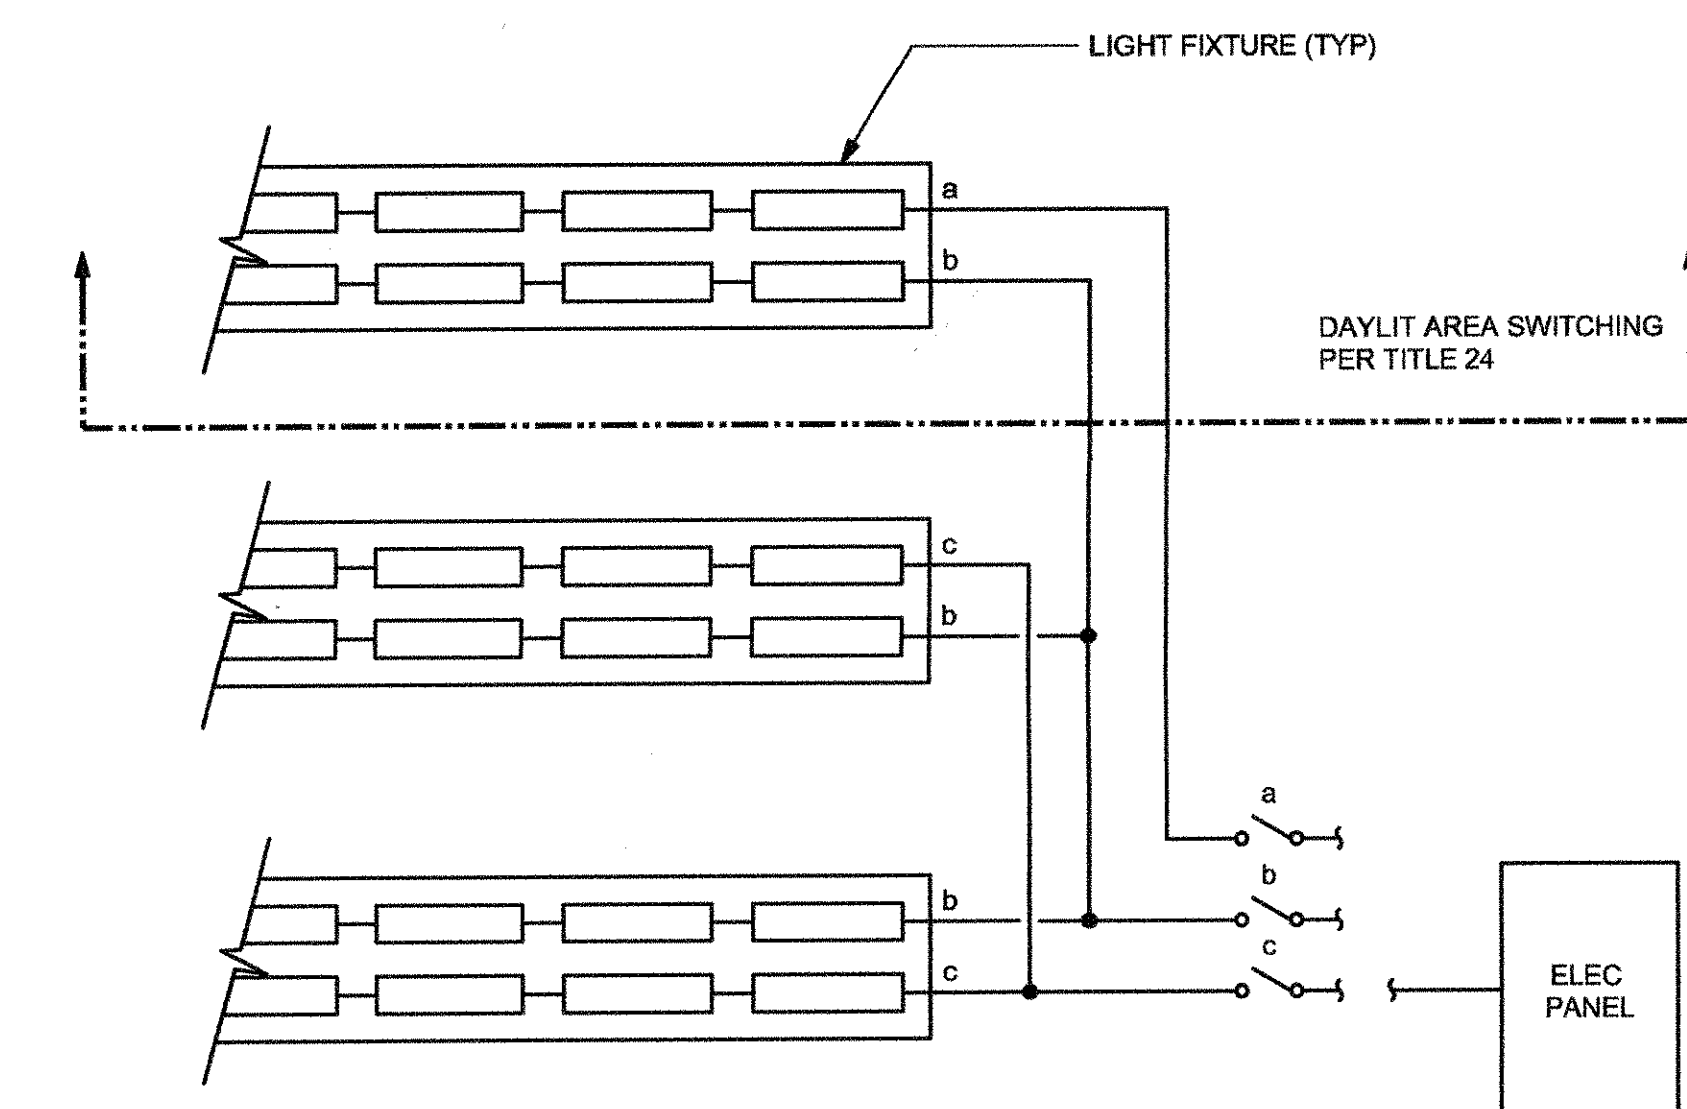 LIGHT FIXTURE (TYP)
a
b
DAYLIT AREA SWITCHING
PER TITLE 24
c
b
a
b
b
c
c
ELEC
PANEL